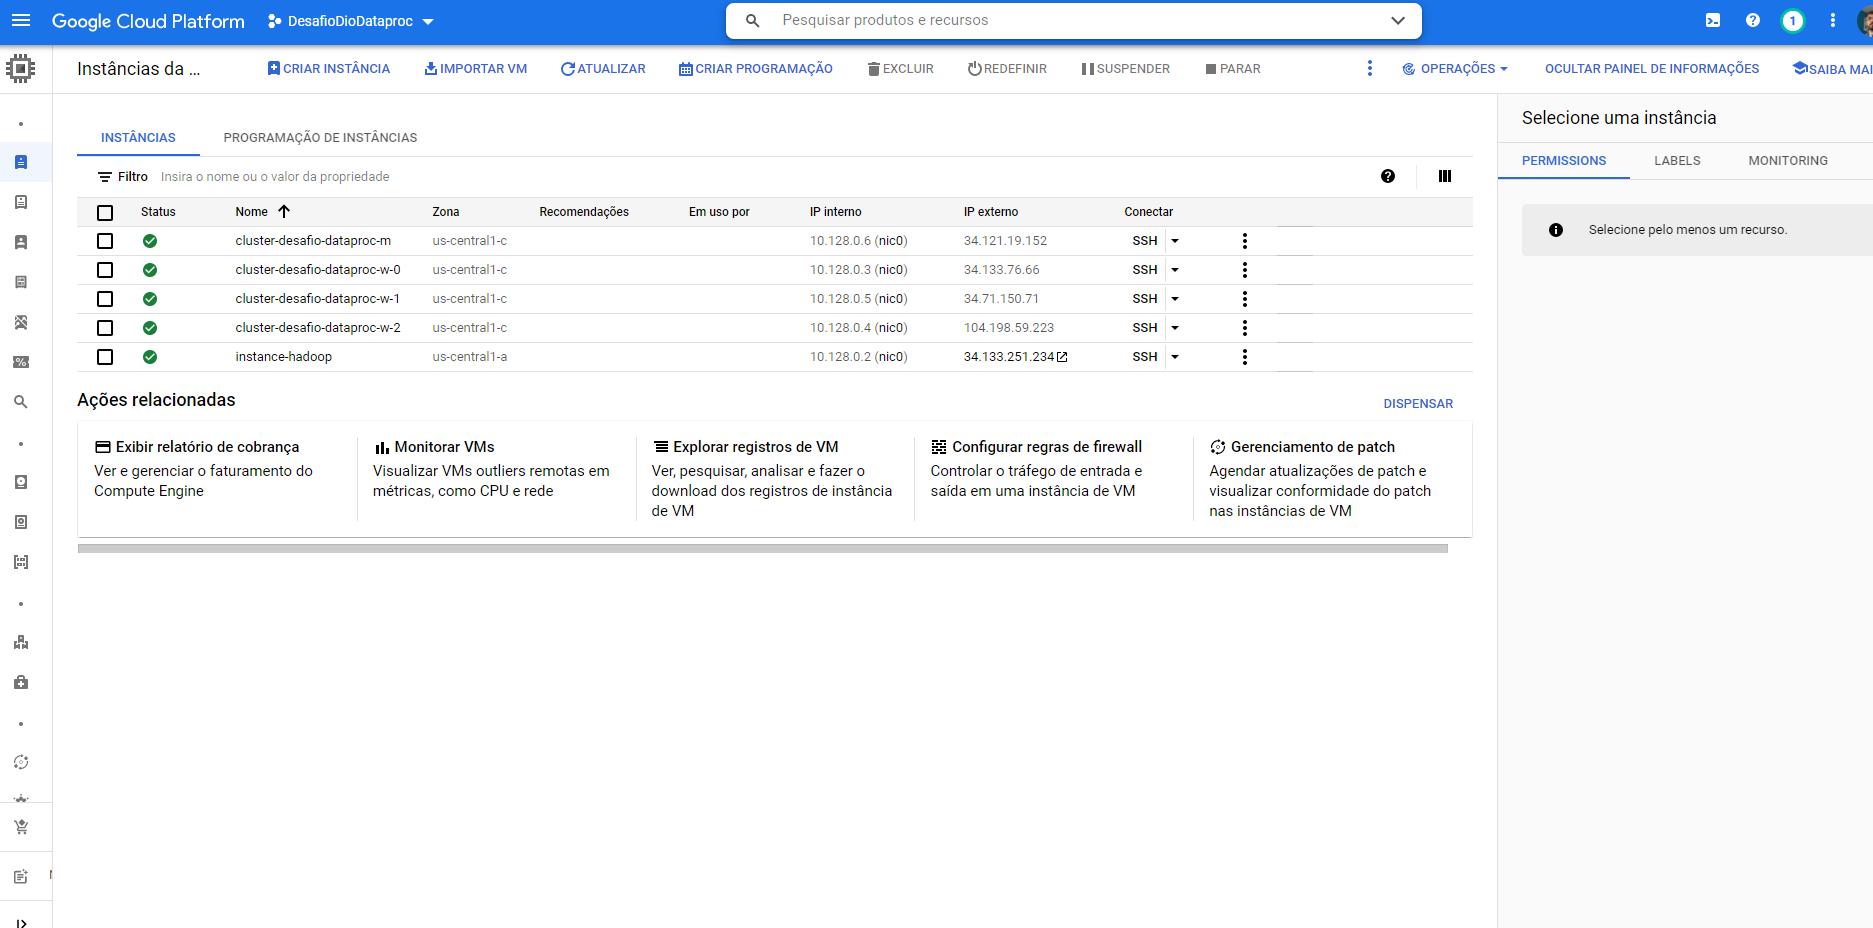 Google Cloud Platform DesafioDioDataproc Pesquisar produtos e recursos 1
Instâncias da ... CRIAR INSTÂNCIA IMPORTAR VM ATUALIZAR CRIAR PROGRAMAÇÃO EXCLUIR REDEFINIR SUSPENDER PARAR OPERAÇÕES OCULTAR PAINEL DE INFORMAÇÕES SAIBA MAI
INSTÂNCIAS PROGRAMAÇÃO DE INSTÂNCIAS
Filtro Insira o nome ou o valor da propriedade
Status Nome Zona Recomendações Em uso por IP interno IP externo Conectar
cluster-desafio-dataproc-m us-central1-c 10.128.0.6 (nic0) 34.121.19.152 SSH
cluster-desafio-dataproc-w-0 us-central1-c 10.128.0.3 (nic0) 34.133.76.66 SSH
cluster-desafio-dataproc-w-1 us-central1-c 10.128.0.5 (nic0) 34.71.150.71 SSH
cluster-desafio-dataproc-w-2 us-central1-c 10.128.0.4 (nic0) 104.198.59.223 SSH
instance-hadoop us-central1-a 10.128.0.2 (nic0) 34.133.251.234 SSH
Ações relacionadas DISPENSAR
Exibir relatório de cobrança
Ver e gerenciar o faturamento do
Compute Engine
Monitorar VMs
Visualizar VMs outliers remotas em
métricas, como CPU e rede
Explorar registros de VM
Ver, pesquisar, analisar e fazer o
download dos registros de instância
de VM
Configurar regras de firewall
Controlar o tráfego de entrada e
saída em uma instância de VM
Gerenciamento de patch
Agendar atualizações de patch e
visualizar conformidade do patch
nas instâncias de VM
Selecione uma instância
PERMISSIONS LABELS MONITORING
Selecione pelo menos um recurso.